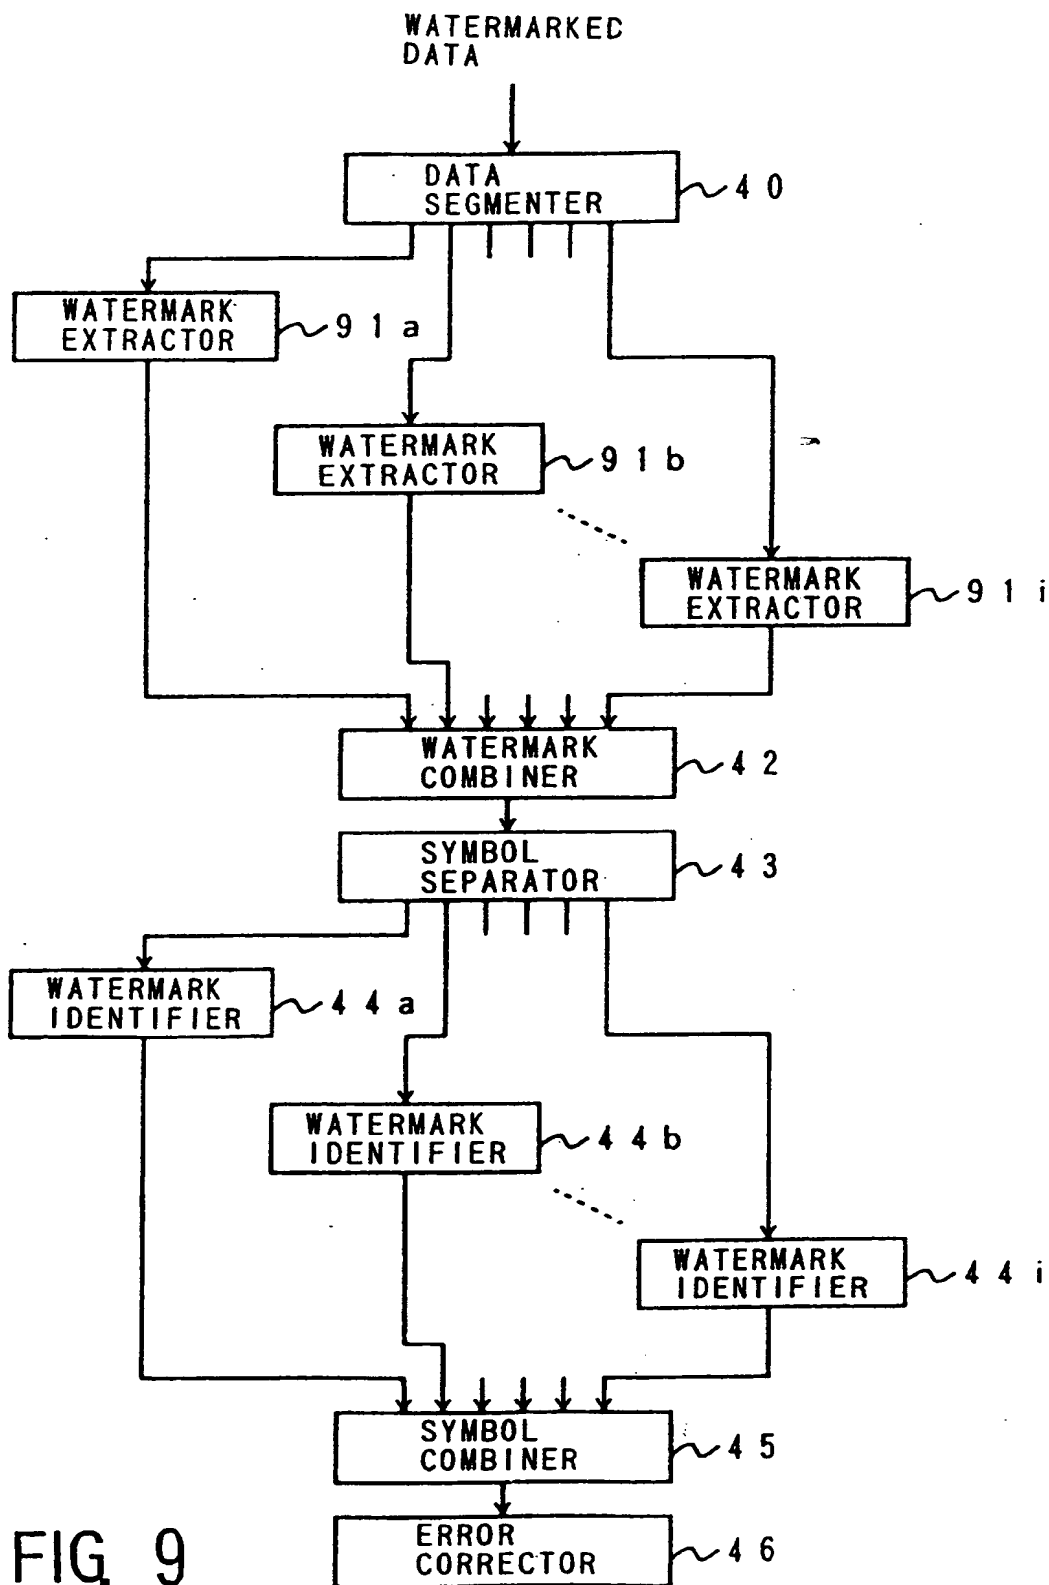 WATERMARKED
DATA
DATA
SEGMENTER
40
WATERMARK
EXTRACTOR
91a
WATERMARK
EXTRACTOR
91b
WATERMARK
EXTRACTOR
91i
WATERMARK
COMBINER
42
SYMBOL
SEPARATOR
43
WATERMARK
IDENTIFIER
44a
WATERMARK
IDENTIFIER
44b
WATERMARK
IDENTIFIER
44i
SYMBOL
COMBINER
45
ERROR
CORRECTOR
46
FIG. 9